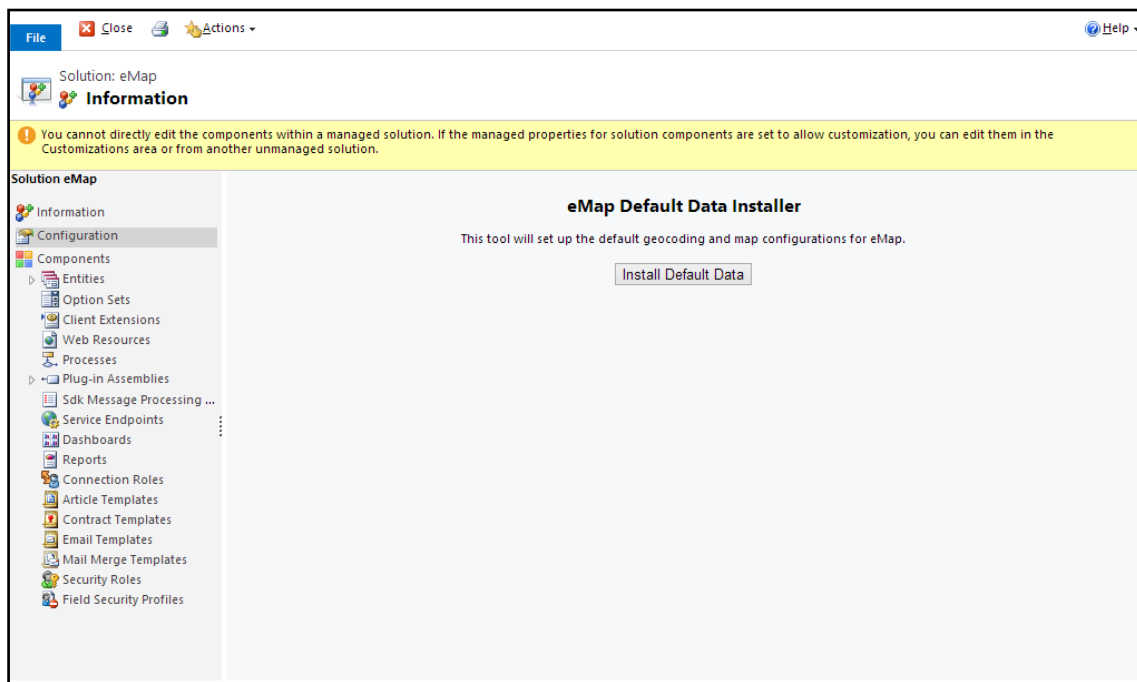 File
Close
Actions
Help
Solution: eMap
Information
You cannot directly edit the components within a managed solution. If the managed properties for solution components are set to allow customization, you can edit them in the
Customizations area or from another unmanaged solution.
Solution eMap
Information
Configuration
Components
Entities
Option Sets
Client Extensions
Web Resources
Processes
Plug-in Assemblies
Sdk Message Processing ...
Service Endpoints
Dashboards
Reports
Connection Roles
Article Templates
Contract Templates
Email Templates
Mail Merge Templates
Security Roles
Field Security Profiles
eMap Default Data Installer
This tool will set up the default geocoding and map configurations for eMap.
Install Default Data